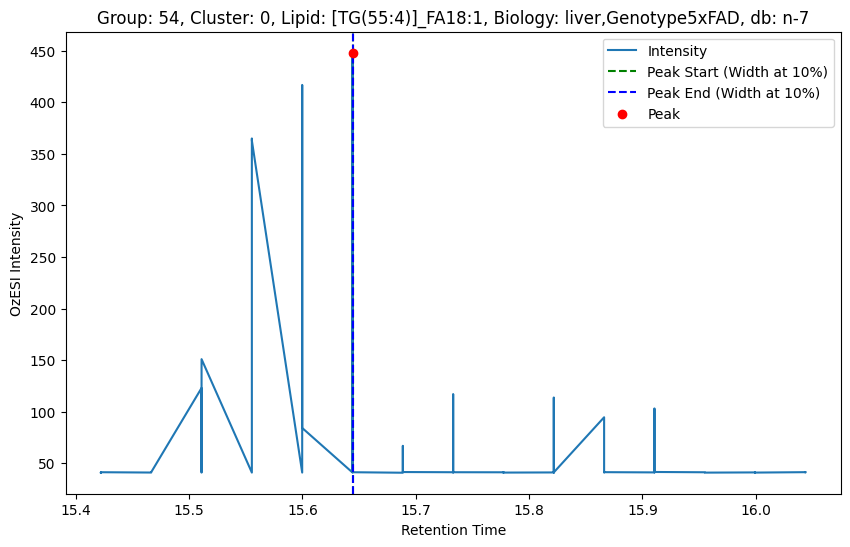 Group: 54, Cluster: 0, Lipid: [TG(55:4)]_FA18:1, Biology: liver,Genotype5xFAD, db: n-7
Intensity
Peak Start (Width at 10%)
Peak End (Width at 10%)
Peak
OzESI Intensity
450
400
350
300
250
200
150
100
50
15.4 15.5 15.6 15.7 15.8 15.9 16.0
Retention Time